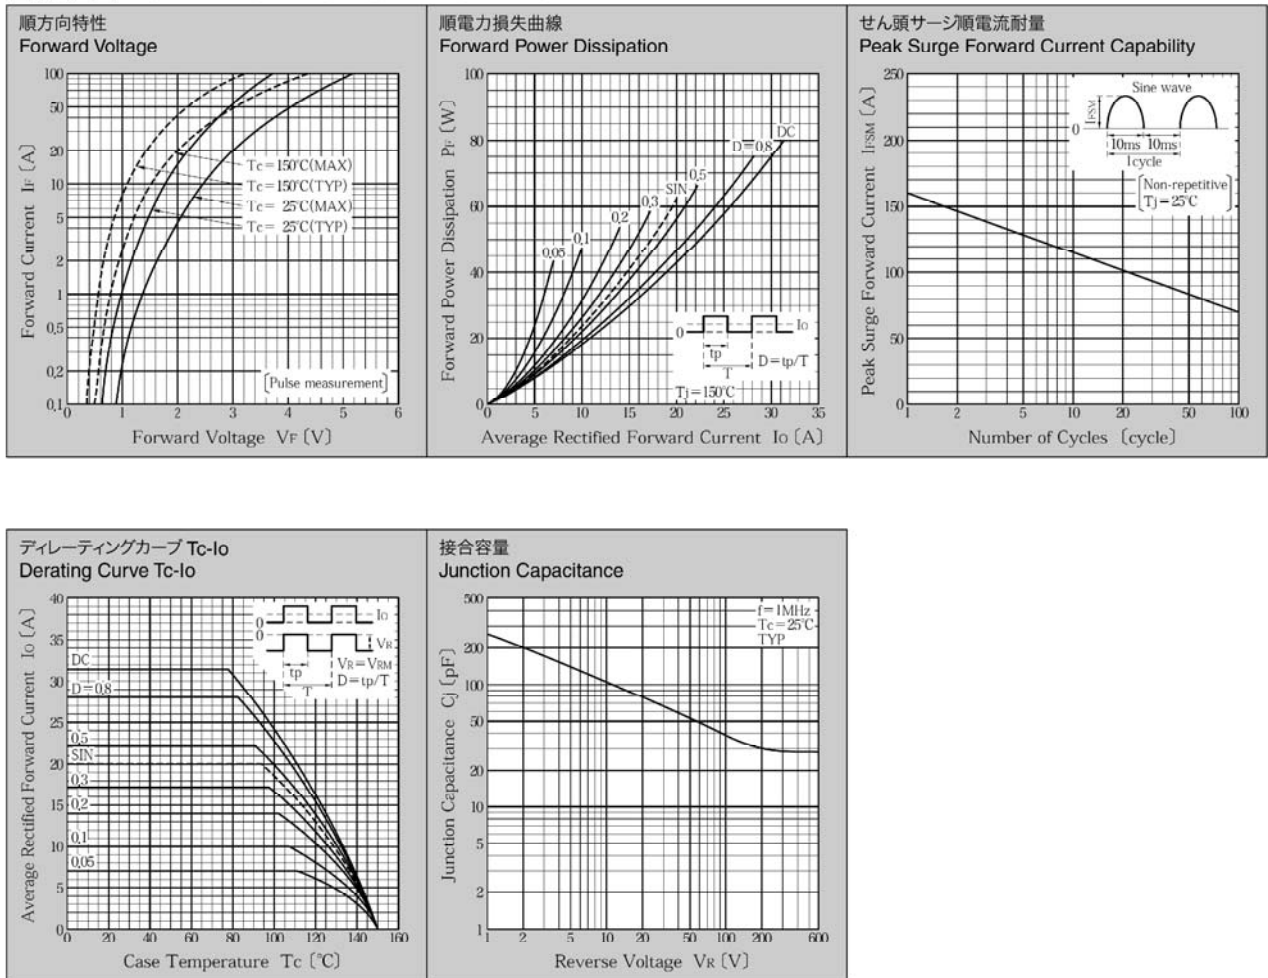 順方向特性
Forward Voltage
Forward Current IF [A]
100
50
20
10
5
2
1
0.5
0.2
0.1
Tc=150℃(MAX)
Tc=150℃(TYP)
Tc= 25℃(MAX)
Tc= 25℃(TYP)
[Pulse measurement]
0 1 2 3 4 5 6
Forward Voltage VF [V]
順電力損失曲線
Forward Power Dissipation
Forward Power Dissipation PF [W]
100
80
60
40
20
0
DC
D=0.8
0.5
SIN
0.3
0.2
0.1
0.05
0
Io
tp
T
D=tp/T
Tj=150℃
0 5 10 15 20 25 30 35
Average Rectified Forward Current Io [A]
せん頭サージ順電流耐量
Peak Surge Forward Current Capability
Peak Surge Forward Current IFSM [A]
250
200
150
100
50
0
Sine wave
IFSM
0
10ms 10ms
1cycle
[Non-repetitive
Tj=25℃]
1 2 5 10 20 50 100
Number of Cycles [cycle]
ディレーティングカーブ Tc-Io
Derating Curve Tc-Io
Average Rectified Forward Current Io [A]
40
35
30
25
20
15
10
5
0
DC
D=0.8
0.5
SIN
0.3
0.2
0.1
0.05
0
Io
0
VR
tp
T
VR=VRM
D=tp/T
0 20 40 60 80 100 120 140 160
Case Temperature Tc [℃]
接合容量
Junction Capacitance
Junction Capacitance Cj [pF]
500
200
100
50
20
10
5
2
1
f=1MHz
Tc=25℃
TYP
1 2 5 10 20 50 100 200 600
Reverse Voltage VR [V]